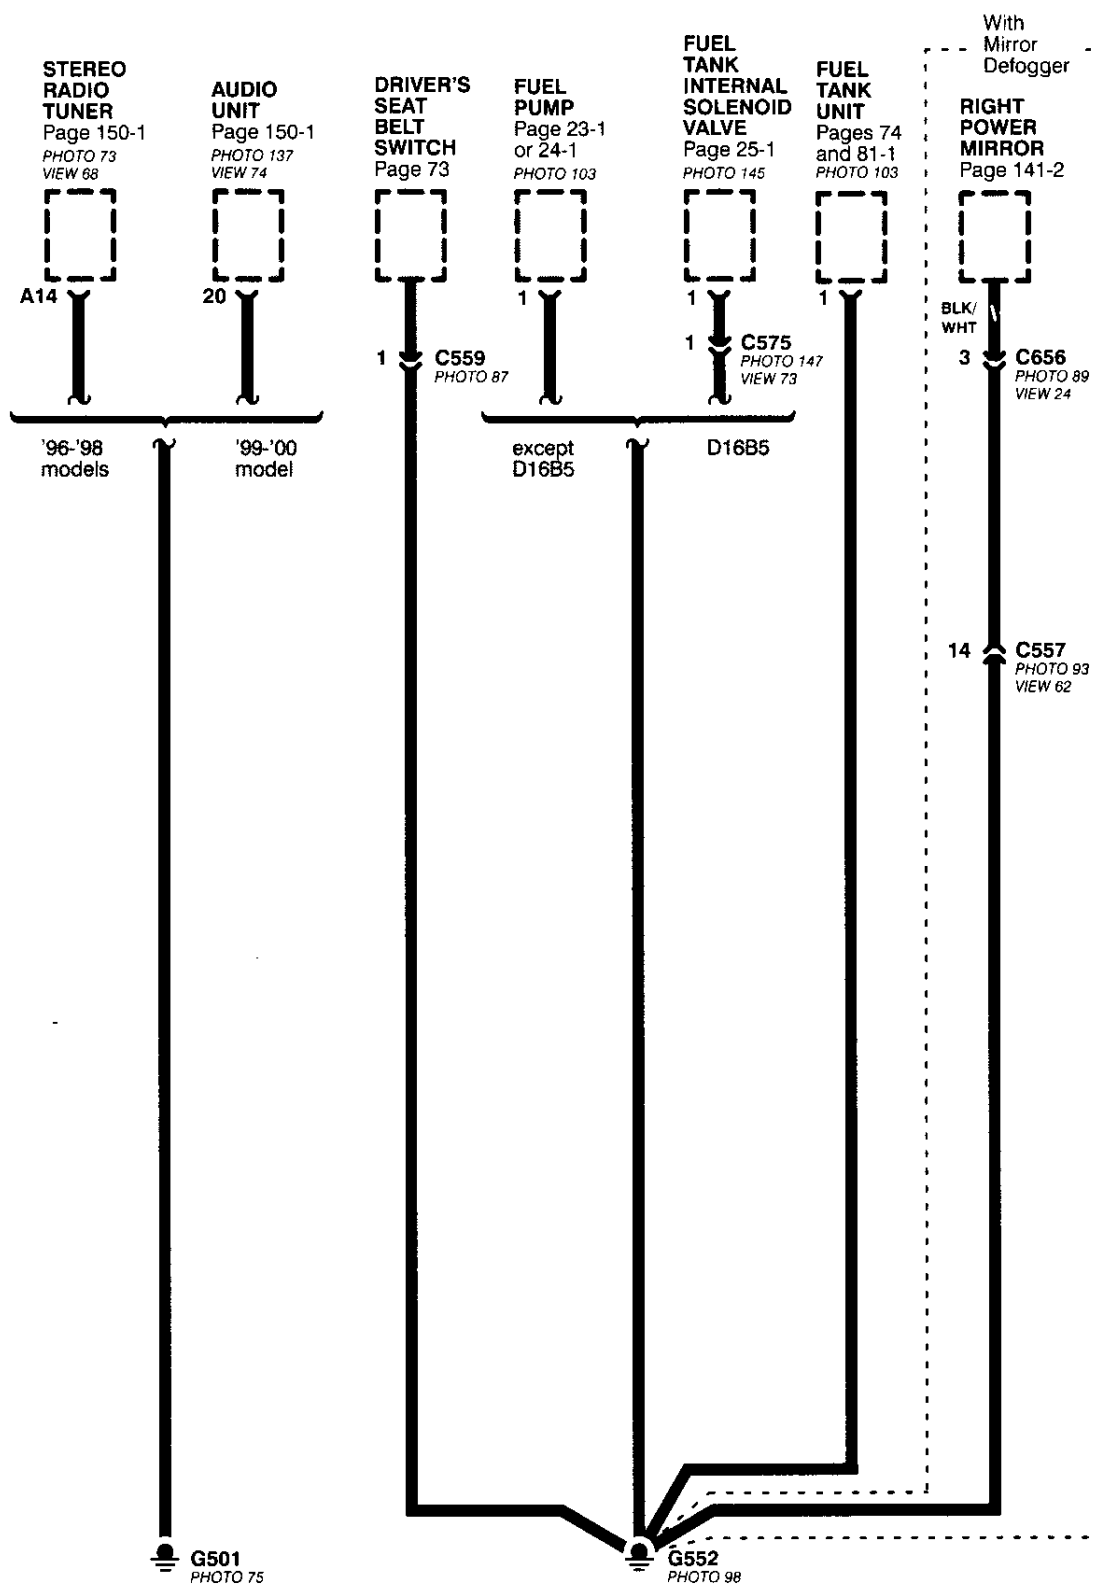 STEREO
RADIO
TUNER
Page 150-1
PHOTO 73
VIEW 68
AUDIO
UNIT
Page 150-1
PHOTO 137
VIEW 74
DRIVER'S
SEAT
BELT
SWITCH
Page 73
FUEL
PUMP
Page 23-1
or 24-1
PHOTO 103
FUEL
TANK
INTERNAL
SOLENOID
VALVE
Page 25-1
PHOTO 145
FUEL
TANK
UNIT
Pages 74
and 81-1
PHOTO 103
With
Mirror
Defogger
RIGHT
POWER
MIRROR
Page 141-2
A14
20
1
1
1
BLK/
WHT
1
C559
PHOTO 87
1
C575
PHOTO 147
VIEW 73
3
C656
PHOTO 89
VIEW 24
'96-'98
models
'99-'00
model
except
D16B5
D16B5
14
C557
PHOTO 93
VIEW 62
G501
PHOTO 75
G552
PHOTO 98